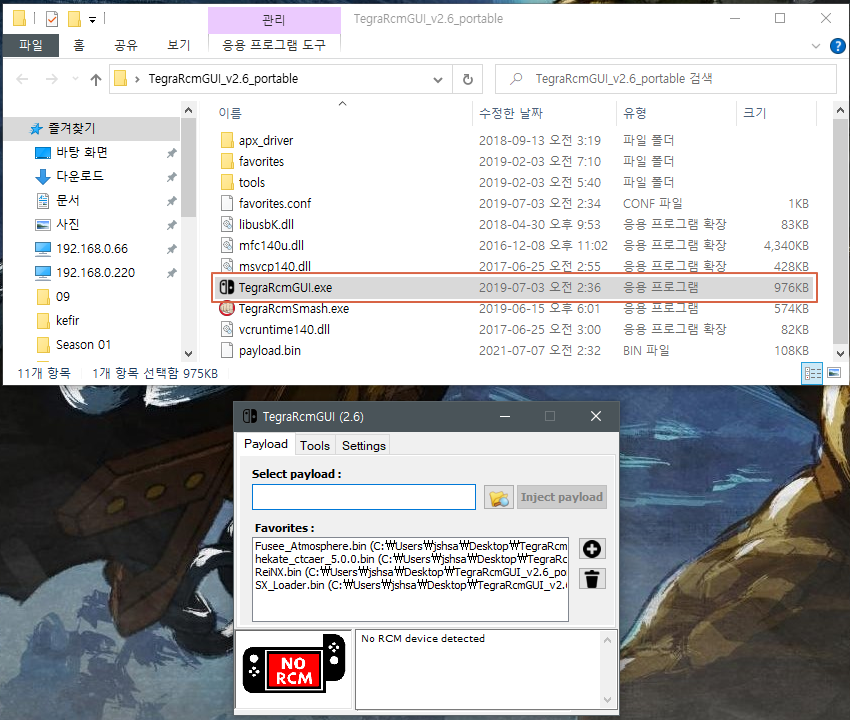 관리
TegraRcmGUI_v2.6_portable
파일 홈 공유 보기 응용 프로그램 도구
TegraRcmGUI_v2.6_portable
TegraRcmGUI_v2.6_portable 검색
이름 수정한 날짜 유형 크기
즐겨찾기
바탕 화면
다운로드
문서
사진
192.168.0.66
192.168.0.220
09
kefir
Season 01
apx_driver 2018-09-13 오전 3:19 파일 폴더
favorites 2019-02-03 오전 7:10 파일 폴더
tools 2019-02-03 오전 5:40 파일 폴더
favorites.conf 2019-07-03 오전 2:34 CONF 파일 1KB
libusbK.dll 2018-04-30 오후 9:53 응용 프로그램 확장 83KB
mfc140u.dll 2016-12-08 오후 11:02 응용 프로그램 확장 4,340KB
msvcp140.dll 2017-06-25 오전 2:55 응용 프로그램 확장 428KB
TegraRcmGUI.exe 2019-07-03 오전 2:36 응용 프로그램 976KB
TegraRcmSmash.exe 2019-06-15 오후 6:01 응용 프로그램 574KB
vcruntime140.dll 2017-06-25 오전 3:00 응용 프로그램 확장 82KB
payload.bin 2021-07-07 오전 2:32 BIN 파일 108KB
11개 항목 1개 항목 선택함 975KB
TegraRcmGUI (2.6)
Payload Tools Settings
Select payload :
Inject payload
Favorites :
Fusee_Atmosphere.bin (C:₩Users₩jshsa₩Desktop₩TegraRcm
hekate_ctcaer_5.0.0.bin (C:₩Users₩jshsa₩Desktop₩TegraRc
ReiNX.bin (C:₩Users₩jshsa₩Desktop₩TegraRcmGUI_v2.6_po
SX_Loader.bin (C:₩Users₩jshsa₩Desktop₩TegraRcmGUI_v2.6
NO
RCM
No RCM device detected